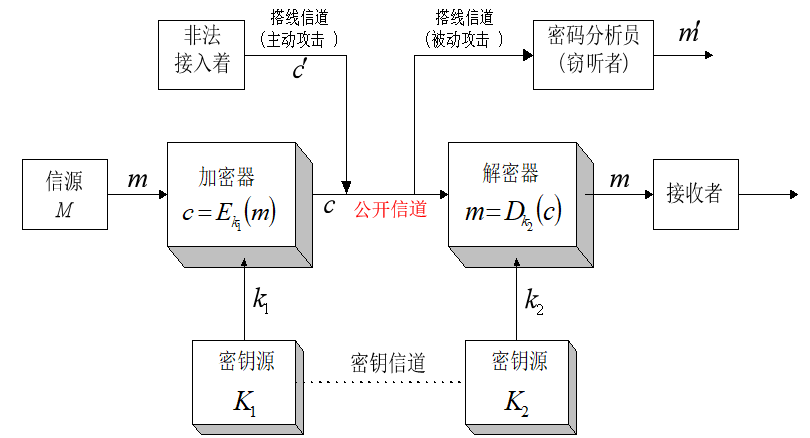 非法
接入着
搭线信道
(主动攻击 )
c′
搭线信道
(被动攻击 )
密码分析员
(窃听者)
m′
信源
M
m
加密器
c=E_{k_1}(m)
c
公开信道
解密器
m=D_{k_2}(c)
m
接收者
k_1
k_2
密钥源
K_1
密钥信道
密钥源
K_2